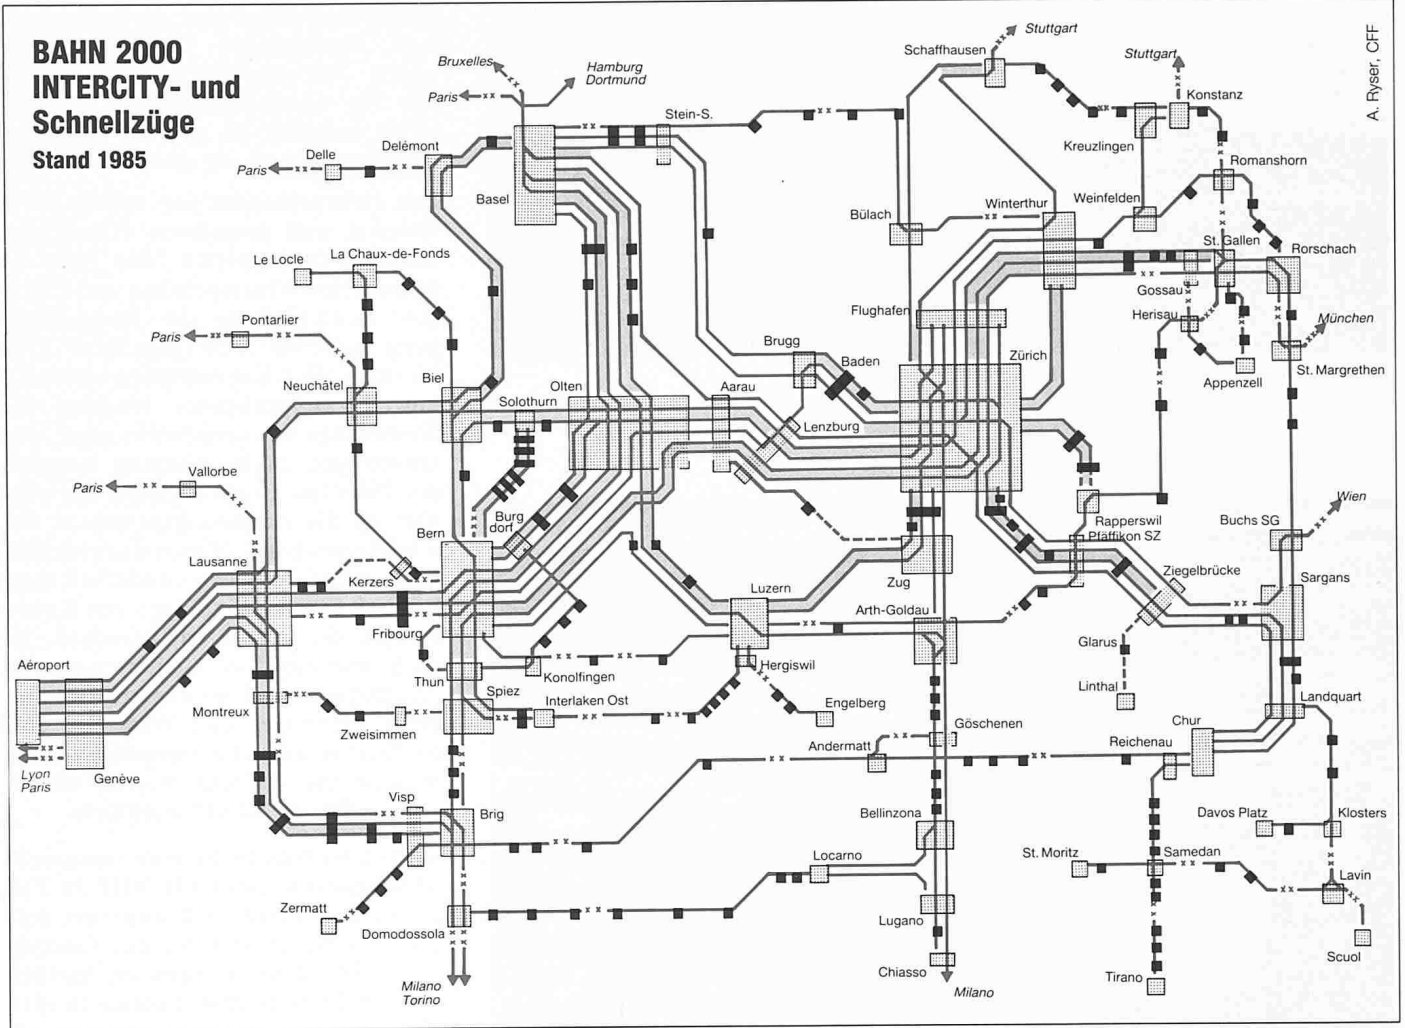 BAHN 2000
INTERCITY- und
Schnellzüge
Stand 1985
A. Ryser, CFF
Bruxelles
Hamburg
Dortmund
Paris
Schaffhausen
Stuttgart
Stuttgart
Konstanz
Kreuzlingen
Romanshorn
Stein-S.
Delle
Paris
Delémont
Basel
Bülach
Winterthur
Weinfelden
St. Gallen
Rorschach
Gossau
Herisau
München
Appenzell
St. Margrethen
Le Locle
La Chaux-de-Fonds
Pontarlier
Paris
Neuchâtel
Biel
Solothurn
Olten
Aarau
Brugg
Baden
Lenzburg
Flughafen
Zürich
Vallorbe
Paris
Lausanne
Bern
Burg
dorf
Kerzers
Fribourg
Thun
Konolfingen
Luzern
Hergiswil
Zug
Arth-Goldau
Rapperswil
Pfäffikon SZ
Ziegelbrücke
Buchs SG
Wien
Sargans
Glarus
Linthal
Landquart
Aéroport
Genève
Lyon
Paris
Montreux
Zweisimmen
Spiez
Interlaken Ost
Engelberg
Andermatt
Göschenen
Reichenau
Chur
Visp
Brig
Bellinzona
Locarno
Davos Platz
Klosters
St. Moritz
Samedan
Lavin
Zermatt
Domodossola
Lugano
Chiasso
Tirano
Scuol
Milano
Torino
Milano